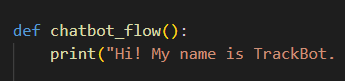 def chatbot_flow():
    print("Hi! My name is TrackBot.